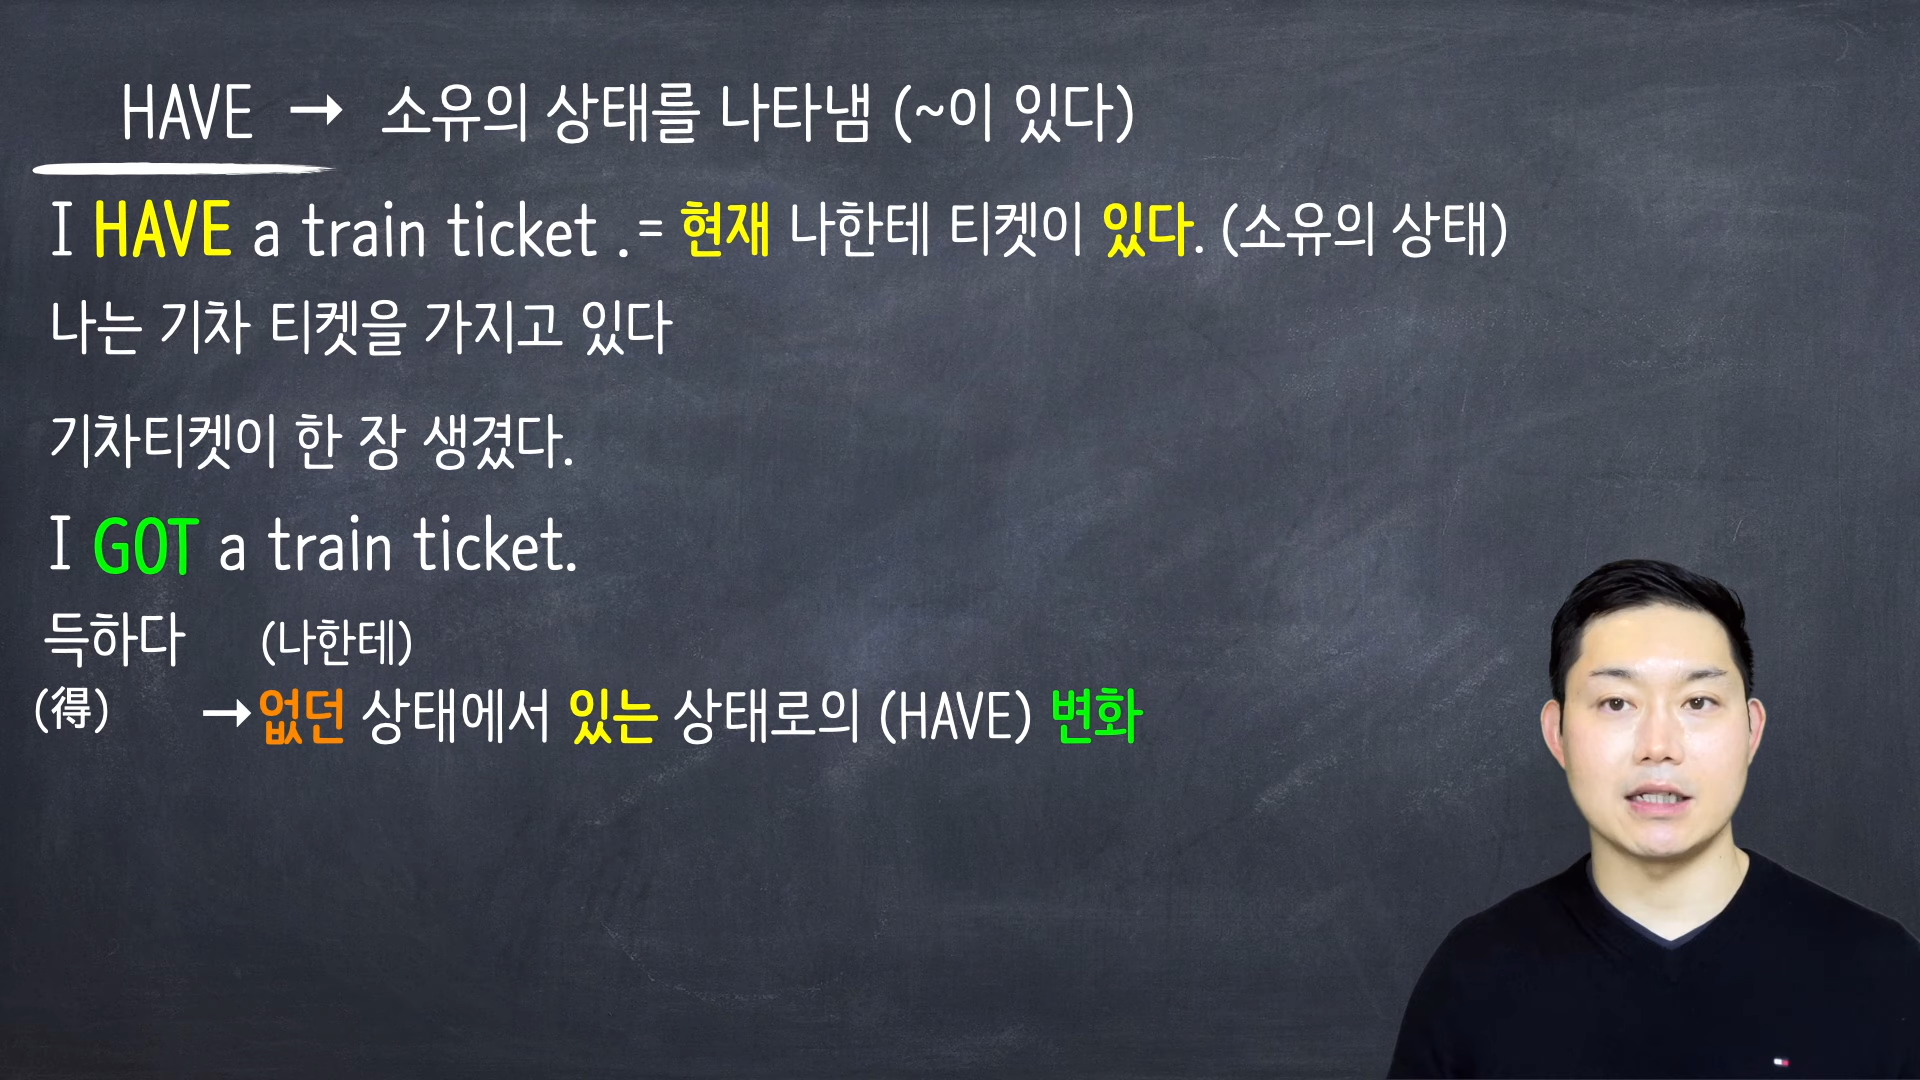 HAVE → 소유의 상태를 나타냄 (~이 있다)
I HAVE a train ticket . = 현재 나한테 티켓이 있다. (소유의 상태)
나는 기차 티켓을 가지고 있다
기차티켓이 한 장 생겼다.
I GOT a train ticket.
득하다 (나한테)
(得) →없던 상태에서 있는 상태로의 (HAVE) 변화